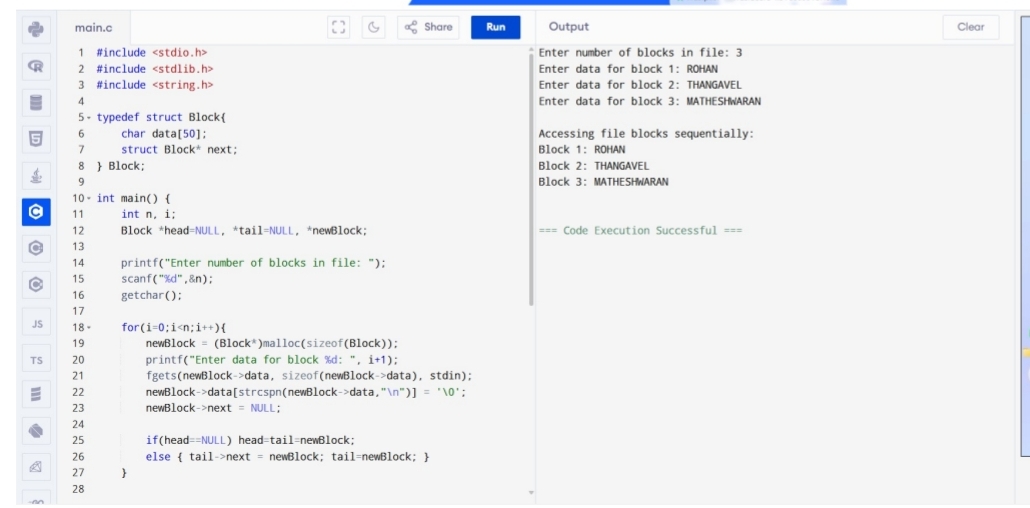 main.c
Share
Run
Output
Clear
1 #include <stdio.h>
2 #include <stdlib.h>
3 #include <string.h>
4
5 typedef struct Block{
6     char data[50];
7     struct Block* next;
8 } Block;
9
10 int main() {
11     int n, i;
12     Block *head=NULL, *tail=NULL, *newBlock;
13
14     printf("Enter number of blocks in file: ");
15     scanf("%d",&n);
16     getchar();
17
18     for(i=0;i<n;i++){
19         newBlock = (Block*)malloc(sizeof(Block));
20         printf("Enter data for block %d: ", i+1);
21         fgets(newBlock->data, sizeof(newBlock->data), stdin);
22         newBlock->data[strcspn(newBlock->data,"\n")] = '\0';
23         newBlock->next = NULL;
24
25         if(head==NULL) head=tail=newBlock;
26         else { tail->next = newBlock; tail=newBlock; }
27     }
28
Enter number of blocks in file: 3
Enter data for block 1: ROHAN
Enter data for block 2: THANGAVEL
Enter data for block 3: MATHESHWARAN
Accessing file blocks sequentially:
Block 1: ROHAN
Block 2: THANGAVEL
Block 3: MATHESHWARAN
=== Code Execution Successful ===
JS
TS